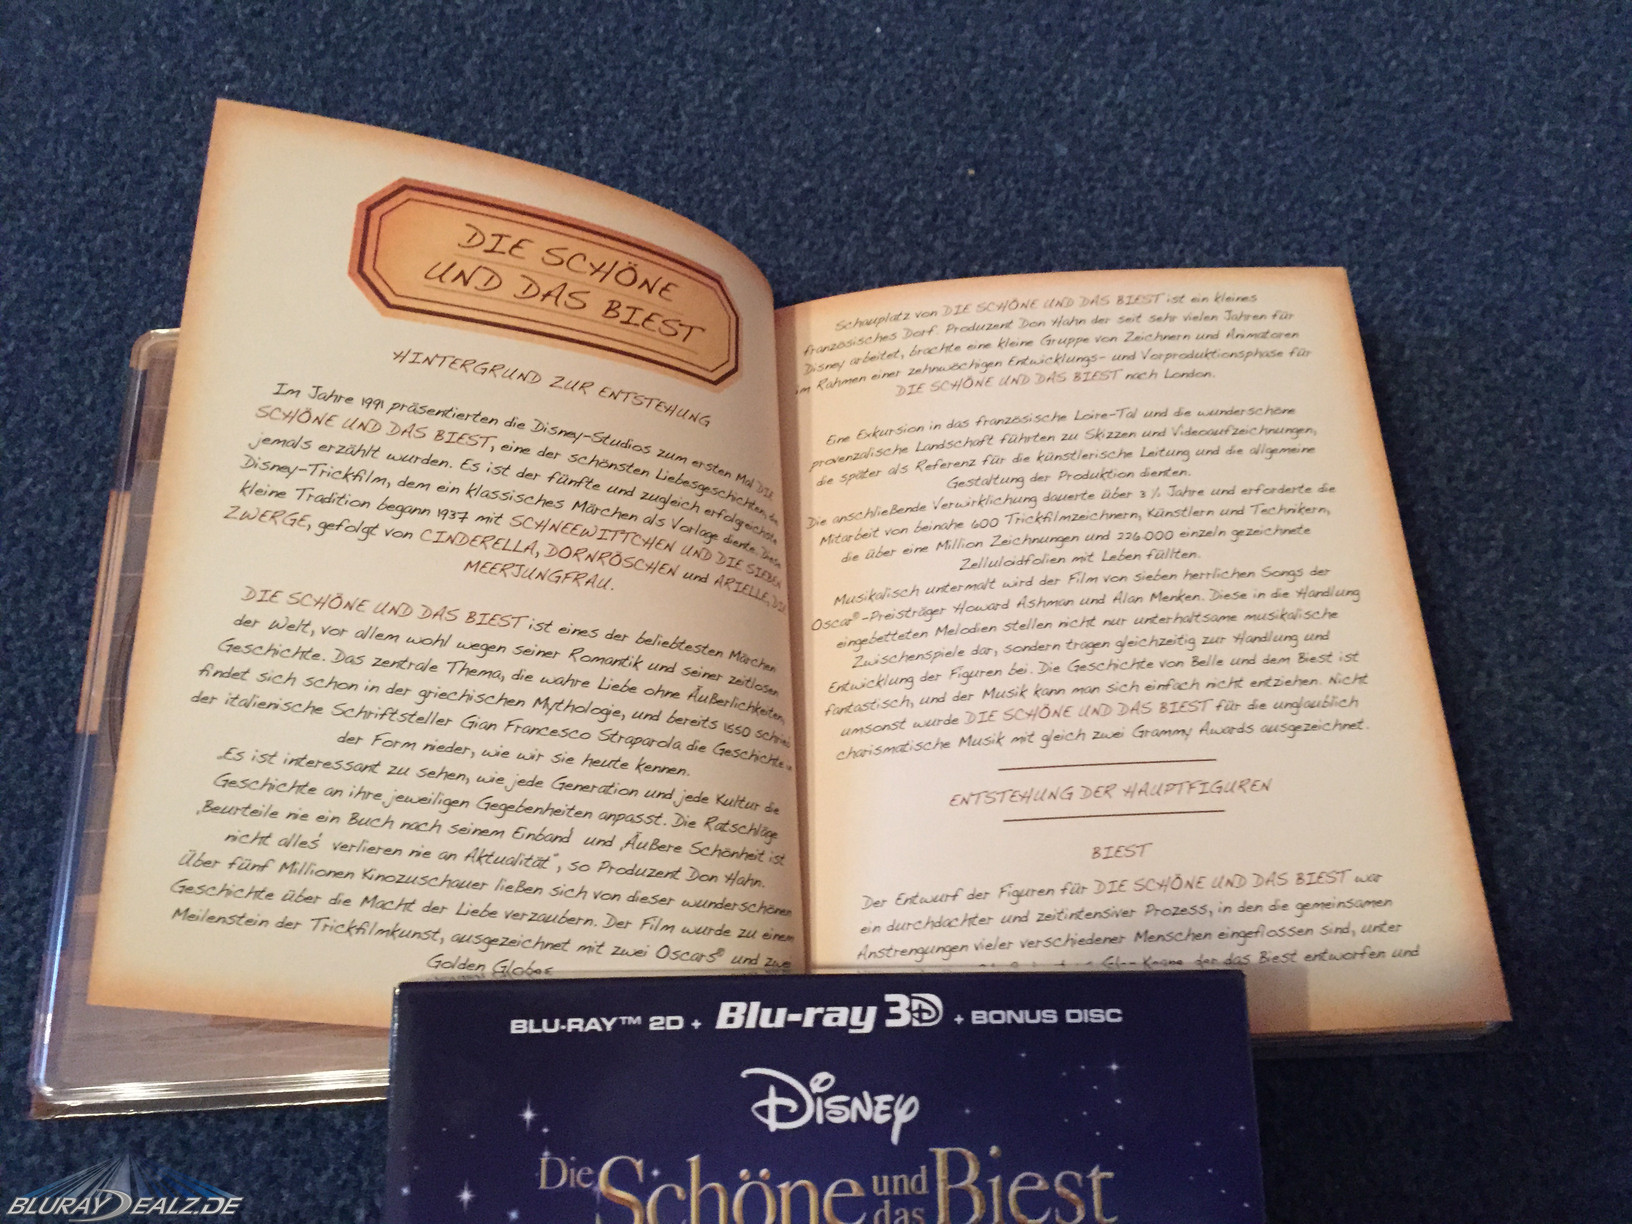 DIE SCHÖNE
UND DAS BIEST
HINTERGRUND ZUR ENTSTEHUNG
Im Jahre 1991 präsentierten die Disney-Studios zum ersten Mal DIE
SCHÖNE UND DAS BIEST, eine der schönsten Liebesgeschichten, die
jemals erzählt wurden. Es ist der fünfte und zugleich erfolgreichste
Disney-Trickfilm, dem ein klassisches Märchen als Vorlage diente. Diese
kleine Tradition begann 1937 mit SCHNEEWITTCHEN UND DIE SIEBEN
ZWERGE, gefolgt von CINDERELLA, DORNRÖSCHEN und ARIELLE, DIE
MEERJUNGFRAU.
DIE SCHÖNE UND DAS BIEST ist eines der beliebtesten Märchen
der Welt, vor allem wohl wegen seiner Romantik und seiner zeitlosen
Geschichte. Das zentrale Thema, die wahre Liebe ohne Äußerlichkeiten,
findet sich schon in der griechischen Mythologie, und bereits 1550 schrieb
der italienische Schriftsteller Gian Francesco Straparola die Geschichte in
der Form nieder, wie wir sie heute kennen.
„Es ist interessant zu sehen, wie jede Generation und jede Kultur die
Geschichte an ihre jeweiligen Gegebenheiten anpasst. Die Ratschläge
‚Beurteile nie ein Buch nach seinem Einband' und ‚Äußere Schönheit ist
nicht alles' verlieren nie an Aktualität", so Produzent Don Hahn.
Über fünf Millionen Kinozuschauer ließen sich von dieser wunderschönen
Geschichte über die Macht der Liebe verzaubern. Der Film wurde zu einem
Meilenstein der Trickfilmkunst, ausgezeichnet mit zwei Oscars® und zwei
Golden Globes
Schauplatz von DIE SCHÖNE UND DAS BIEST ist ein kleines
französisches Dorf. Produzent Don Hahn der seit sehr vielen Jahren für
Disney arbeitet, brachte eine kleine Gruppe von Zeichnern und Animatoren
im Rahmen einer zehnwöchigen Entwicklungs- und Vorproduktionsphase für
DIE SCHÖNE UND DAS BIEST nach London.
Eine Exkursion in das französische Loire-Tal und die wunderschöne
provenzalische Landschaft führten zu Skizzen und Videoaufzeichnungen,
die später als Referenz für die künstlerische Leitung und die allgemeine
Gestaltung der Produktion dienten.
Die anschließende Verwirklichung dauerte über 3 ½ Jahre und erforderte die
Mitarbeit von beinahe 600 Trickfilmzeichnern, Künstlern und Technikern,
die über eine Million Zeichnungen und 226.000 einzeln gezeichnete
Zelluloidfolien mit Leben füllten.
Musikalisch untermalt wird der Film von sieben herrlichen Songs der
Oscar®-Preisträger Howard Ashman und Alan Menken. Diese in die Handlung
eingebetteten Melodien stellen nicht nur unterhaltsame musikalische
Zwischenspiele dar, sondern tragen gleichzeitig zur Handlung und
Entwicklung der Figuren bei. Die Geschichte von Belle und dem Biest ist
fantastisch, und der Musik kann man sich einfach nicht entziehen. Nicht
umsonst wurde DIE SCHÖNE UND DAS BIEST für die unglaublich
charismatische Musik mit gleich zwei Grammy Awards ausgezeichnet.
ENTSTEHUNG DER HAUPTFIGUREN
BIEST
Der Entwurf der Figuren für DIE SCHÖNE UND DAS BIEST war
ein durchdachter und zeitintensiver Prozess, in den die gemeinsamen
Anstrengungen vieler verschiedener Menschen eingeflossen sind, unter
Glen Keane, der das Biest entworfen und
BLU-RAY™ 2D + Blu-ray 3D + BONUS DISC
DISNEY
Die Schöne und das Biest
BLURAYDEALZ.DE